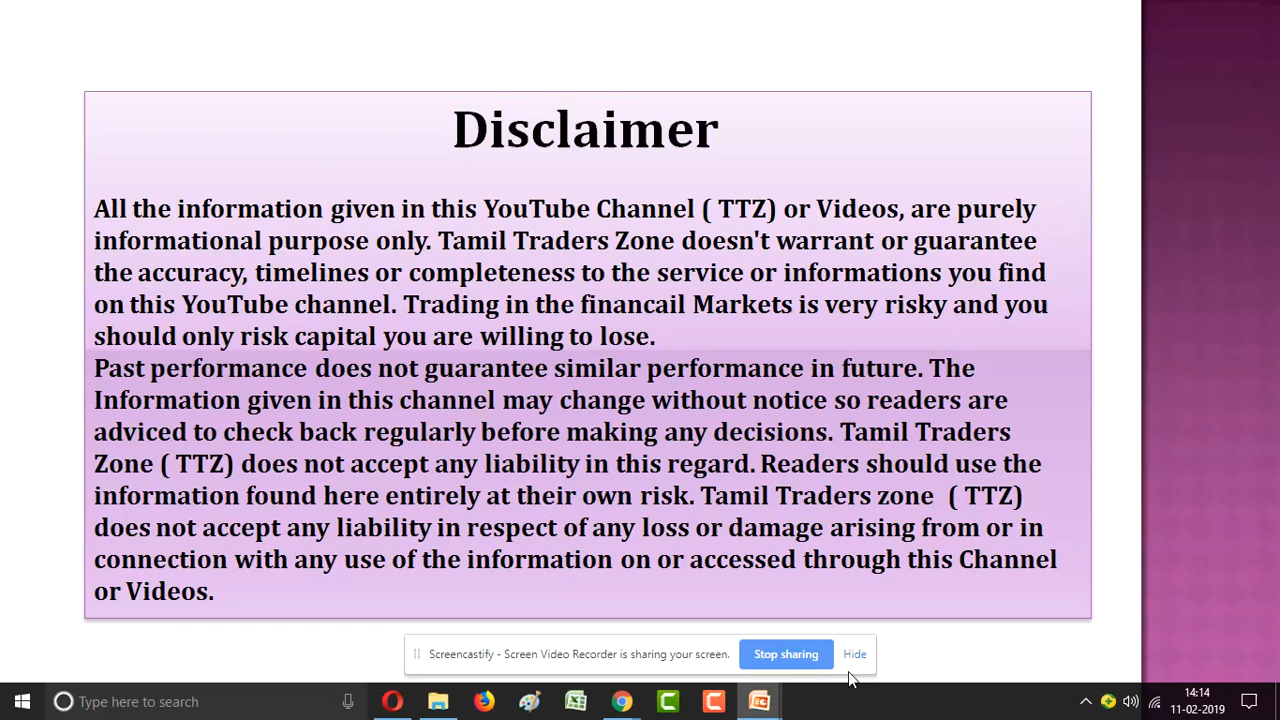 Disclaimer
All the information given in this YouTube Channel ( TTZ) or Videos, are purely
informational purpose only. Tamil Traders Zone doesn't warrant or guarantee
the accuracy, timelines or completeness to the service or informations you find
on this YouTube channel. Trading in the financail Markets is very risky and you
should only risk capital you are willing to lose.
Past performance does not guarantee similar performance in future. The
Information given in this channel may change without notice so readers are
adviced to check back regularly before making any decisions. Tamil Traders
Zone ( TTZ) does not accept any liability in this regard. Readers should use the
information found here entirely at their own risk. Tamil Traders zone  ( TTZ)
does not accept any liability in respect of any loss or damage arising from or in
connection with any use of the information on or accessed through this Channel
or Videos.
Screencastify - Screen Video Recorder is sharing your screen. Stop sharing Hide
Type here to search
14:14
11-02-2019